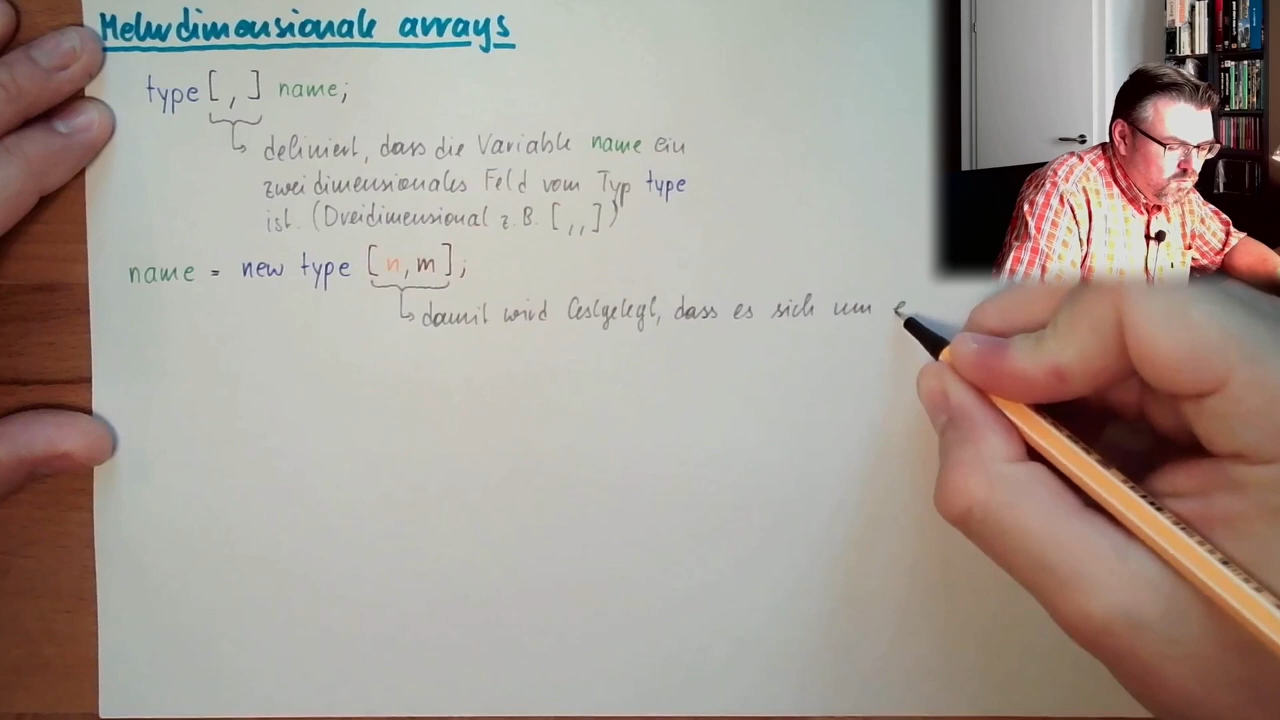 Mehrdimensionale arrays
type [ , ] name;
definiert, dass die Variable name ein
zweidimensionales Feld vom Typ type
ist. (Dreidimensional z.B. [ , , ])
name = new type [n, m];
damit wird festgelegt, dass es sich um e